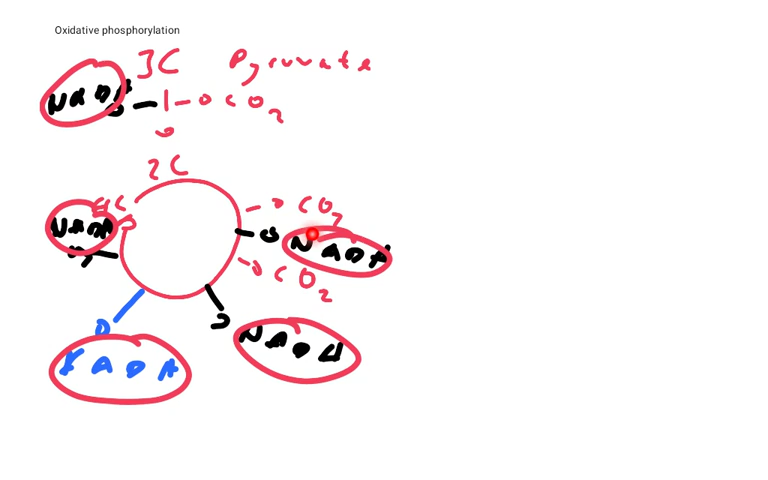 Oxidative phosphorylation
3C Pyruvate
NADH
CO2
2C
4C
CO2
NADH
NADH
CO2
NADH
FADH